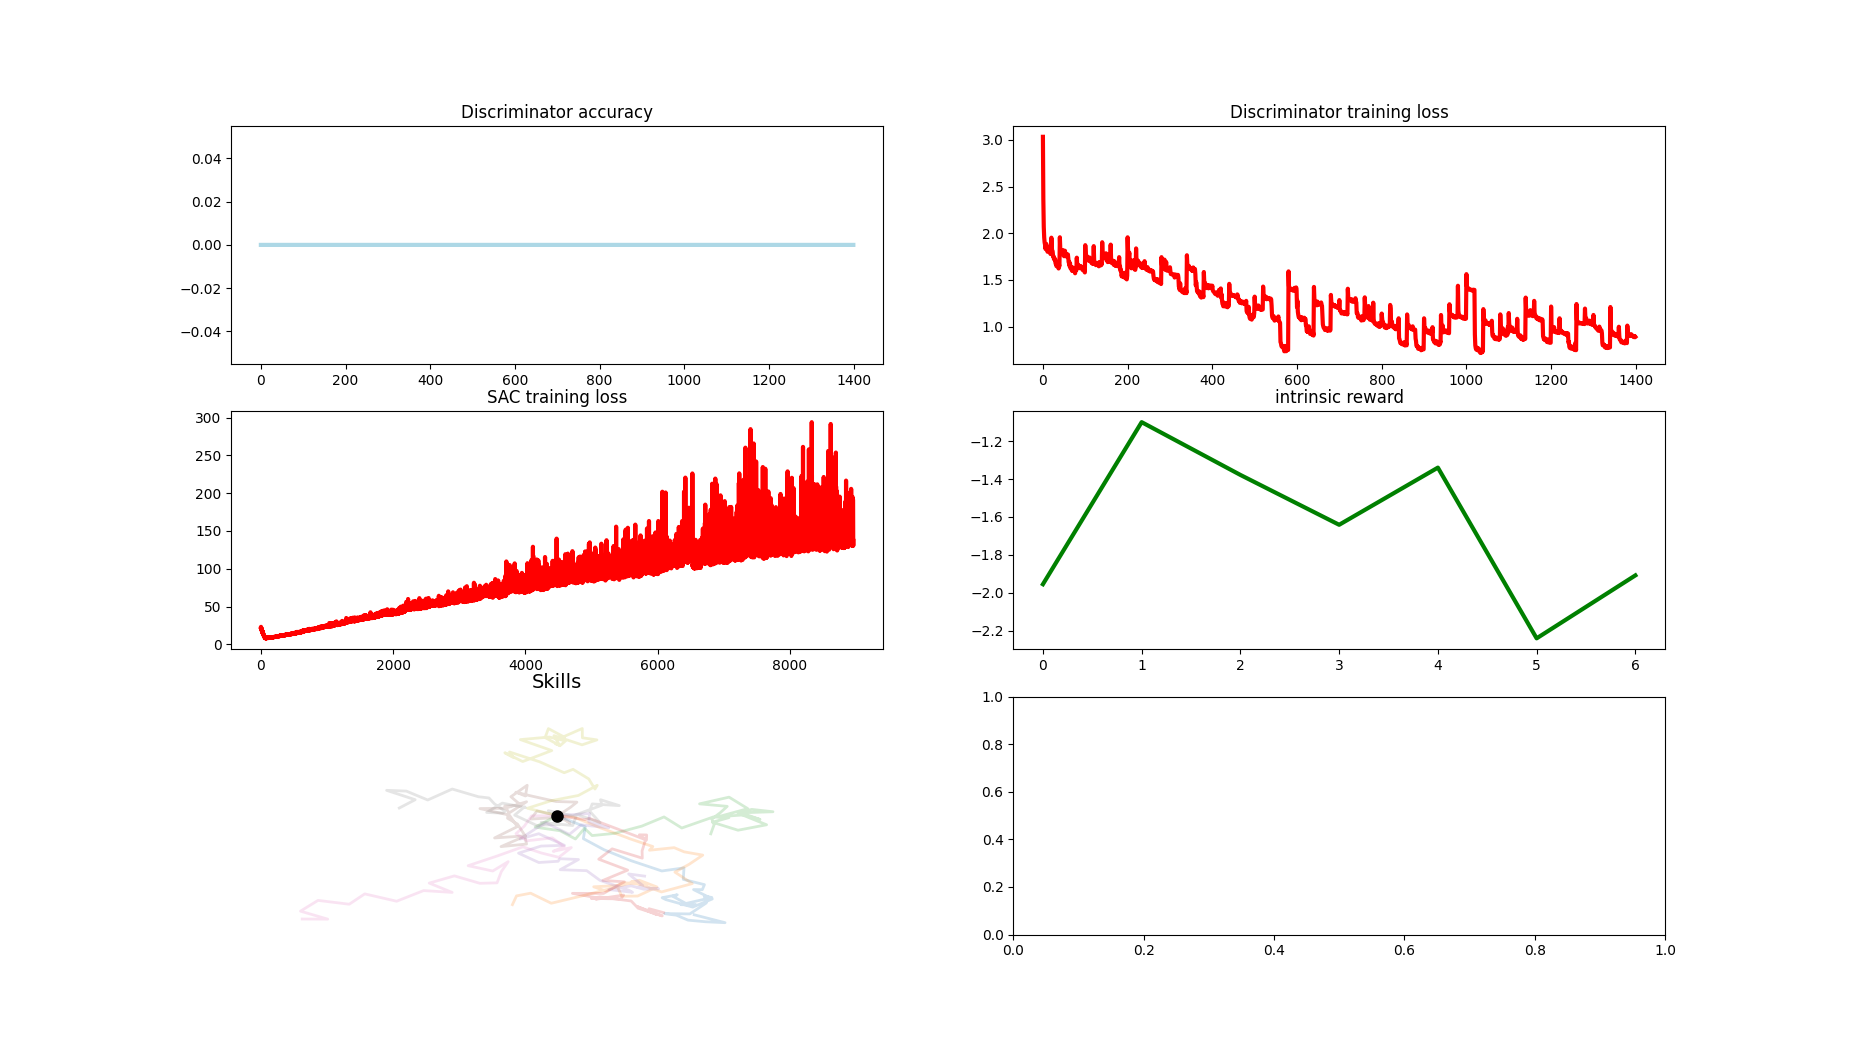 Discriminator accuracy
0.04
0.02
0.00
−0.02
−0.04
0 200 400 600 800 1000 1200 1400
Discriminator training loss
3.0
2.5
2.0
1.5
1.0
0 200 400 600 800 1000 1200 1400
SAC training loss
300
250
200
150
100
50
0
0 2000 4000 6000 8000
intrinsic reward
−1.2
−1.4
−1.6
−1.8
−2.0
−2.2
0 1 2 3 4 5 6
Skills
1.0
0.8
0.6
0.4
0.2
0.0
0.0 0.2 0.4 0.6 0.8 1.0